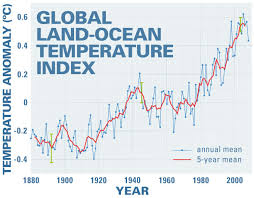 GLOBAL
LAND-OCEAN
TEMPERATURE
INDEX
TEMPERATURE ANOMALY (°C)
0.6
0.4
0.2
0
-0.2
-0.4
annual mean
5-year mean
1880 1900 1920 1940 1960 1980 2000
YEAR